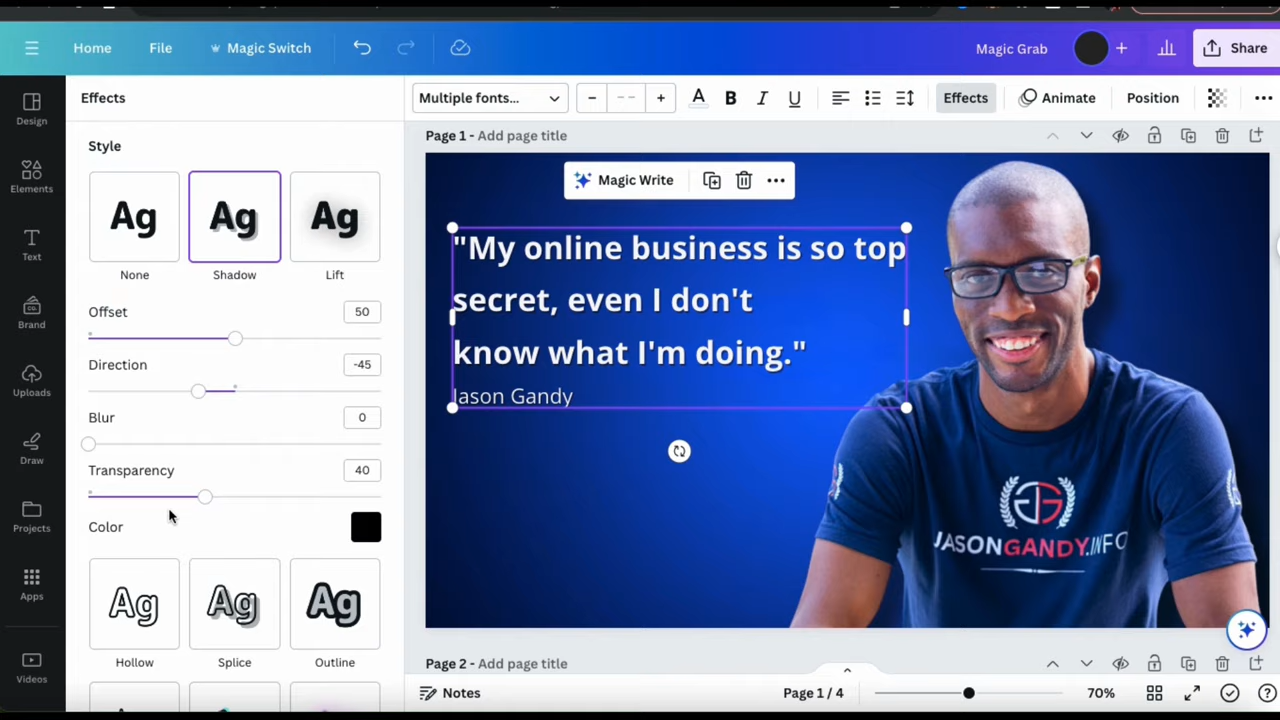 Home
File
Magic Switch
Magic Grab
Share
Design
Elements
Text
Brand
Uploads
Draw
Projects
Apps
Videos
Effects
Style
Ag
None
Ag
Shadow
Ag
Lift
Offset
50
Direction
-45
Blur
0
Transparency
40
Color
Ag
Hollow
Ag
Splice
Ag
Outline
Multiple fonts...
A
B
I
U
Effects
Animate
Position
Page 1 - Add page title
Magic Write
"My online business is so top
secret, even I don't
know what I'm doing."
Jason Gandy
JASONGANDY.INFO
Page 2 - Add page title
Notes
Page 1 / 4
70%